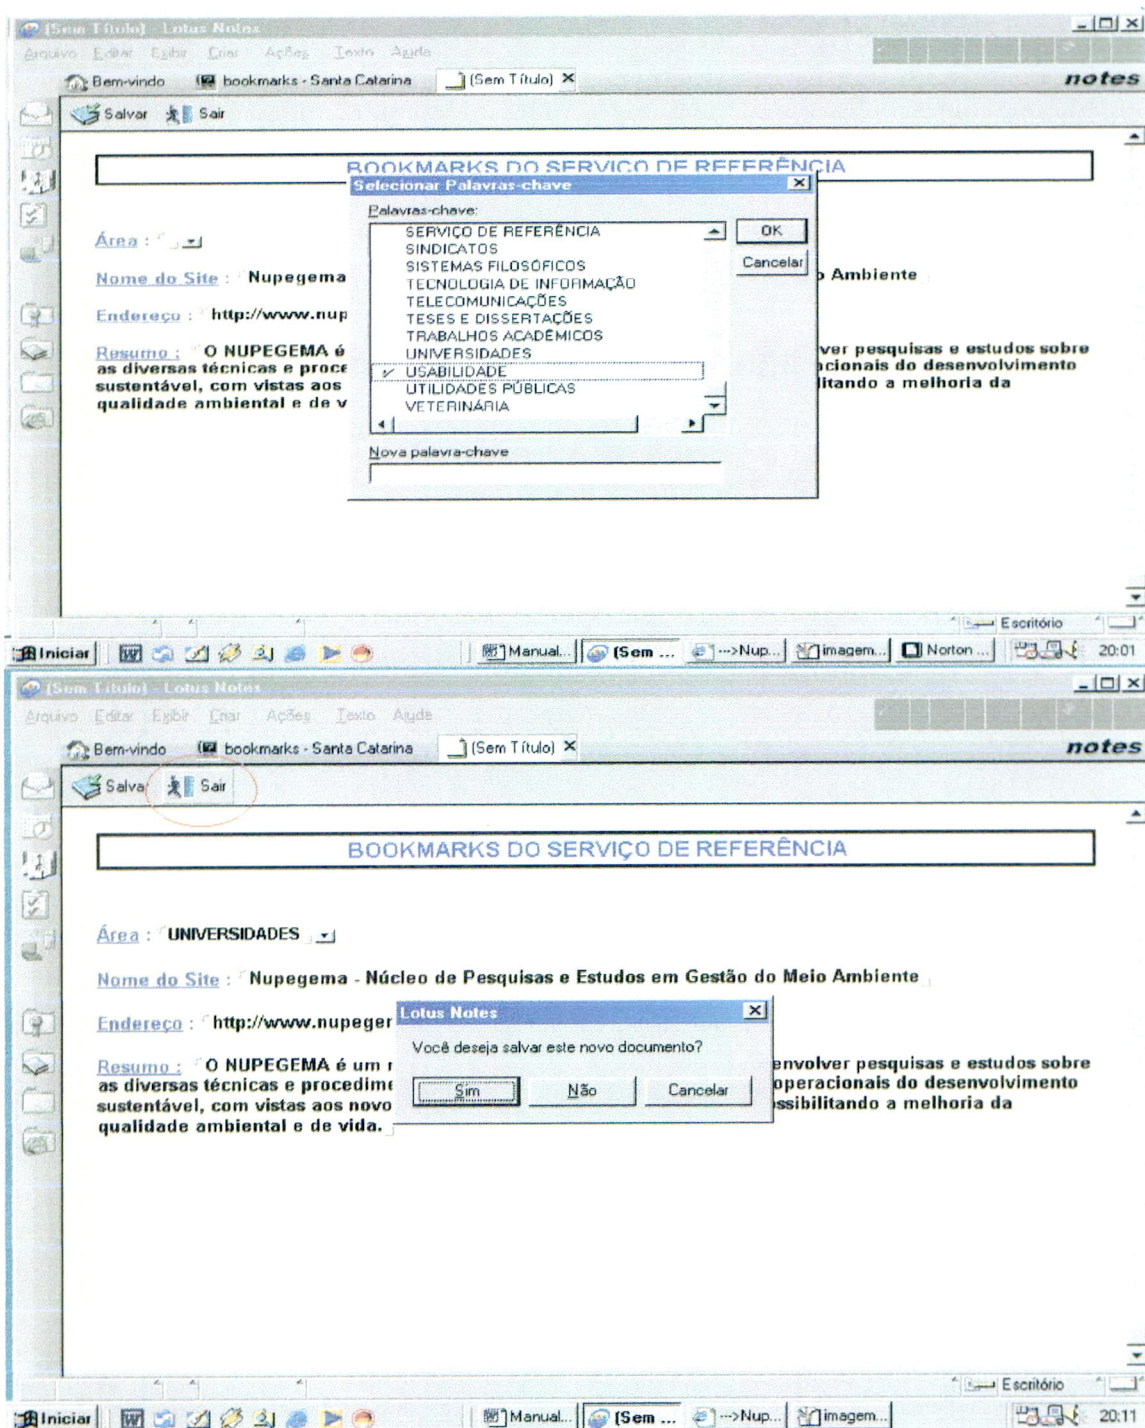 (Sem Título) - Lotus Notes
Arquivo Editar Exibir Criar Ações Texto Ajuda
Bem-vindo bookmarks - Santa Catarina (Sem Título) notes
Salvar Sair
BOOKMARKS DO SERVIÇO DE REFERÊNCIA
Selecionar Palavras-chave
Palavras-chave:
SERVIÇO DE REFERÊNCIA
SINDICATOS
SISTEMAS FILOSÓFICOS
TECNOLOGIA DE INFORMAÇÃO
TELECOMUNICAÇÕES
TESES E DISSERTAÇÕES
TRABALHOS ACADÊMICOS
UNIVERSIDADES
USABILIDADE
UTILIDADES PÚBLICAS
VETERINÁRIA
OK
Cancelar
Nova palavra-chave
Área :
Nome do Site : Nupegema o Ambiente
Endereço : http://www.nup
Resumo : O NUPEGEMA é ver pesquisas e estudos sobre
as diversas técnicas e proce acionais do desenvolvimento
sustentável, com vistas aos litando a melhoria da
qualidade ambiental e de v
Escritório
Iniciar Manual... (Sem ... --->Nup... imagem... Norton ... 20:01
(Sem Título) - Lotus Notes
Arquivo Editar Exibir Criar Ações Texto Ajuda
Bem-vindo bookmarks - Santa Catarina (Sem Título) notes
Salva Sair
BOOKMARKS DO SERVIÇO DE REFERÊNCIA
Área : UNIVERSIDADES
Nome do Site : Nupegema - Núcleo de Pesquisas e Estudos em Gestão do Meio Ambiente
Endereço : http://www.nupeger
Lotus Notes
Você deseja salvar este novo documento?
Sim Não Cancelar
Resumo : O NUPEGEMA é um r envolver pesquisas e estudos sobre
as diversas técnicas e procedime operacionais do desenvolvimento
sustentável, com vistas aos novo ssibilitando a melhoria da
qualidade ambiental e de vida.
Escritório
Iniciar Manual... (Sem ... --->Nup... imagem... 20:11